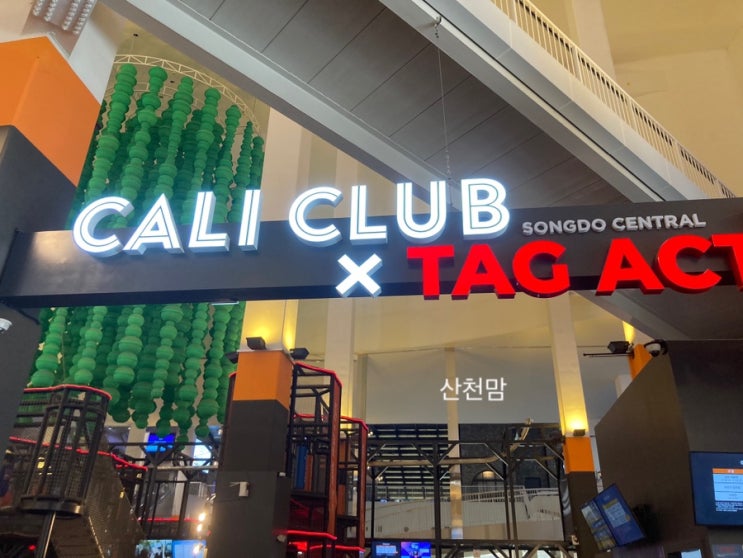 CALI CLUB
SONGDO CENTRAL
× TAG ACT
산천맘